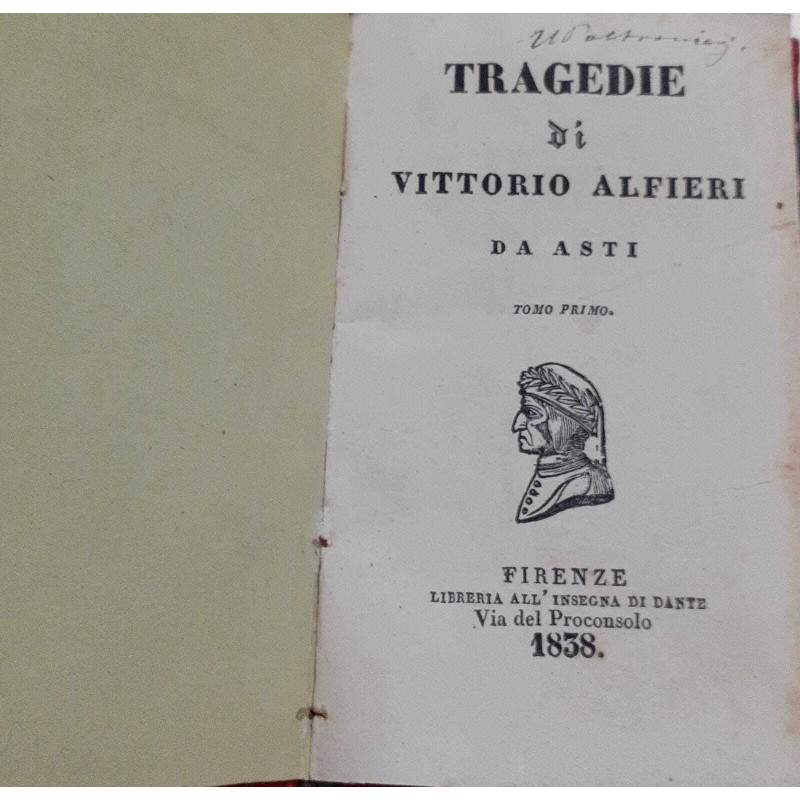 TRAGEDIE
di
VITTORIO ALFIERI
DA ASTI
TOMO PRIMO.
FIRENZE
LIBRERIA ALL' INSEGNA DI DANTE
Via del Proconsolo
1838.